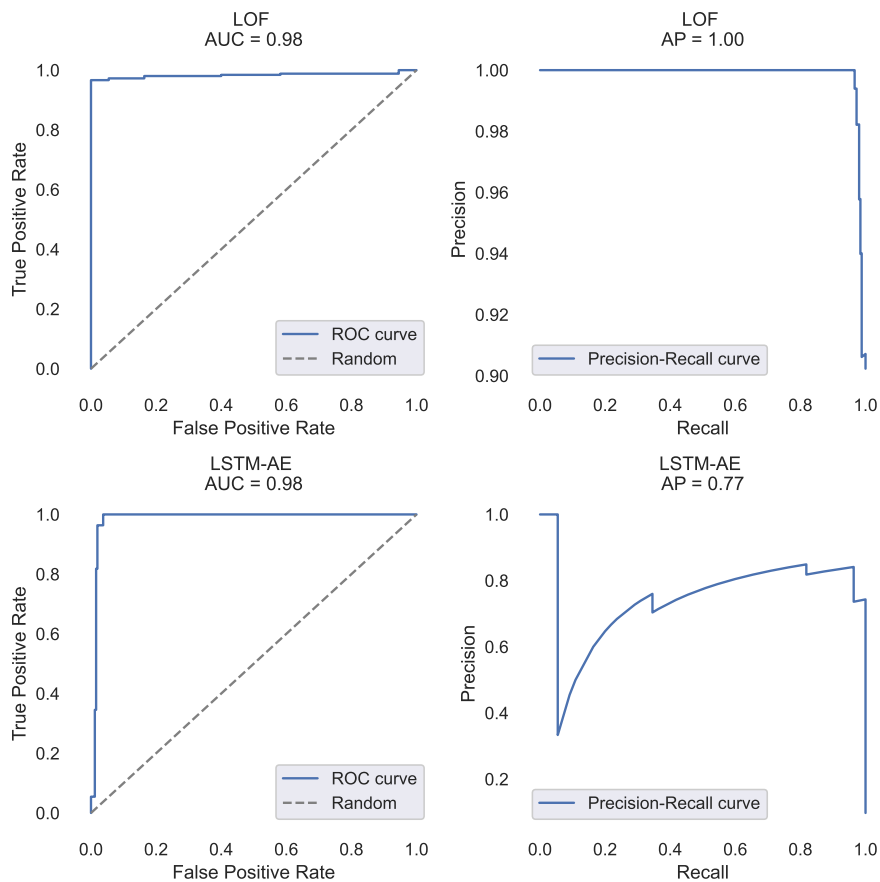 LOF
AUC = 0.98
True Positive Rate
1.0
0.8
0.6
0.4
0.2
0.0
ROC curve
Random
0.0 0.2 0.4 0.6 0.8 1.0
False Positive Rate
LOF
AP = 1.00
Precision
1.00
0.98
0.96
0.94
0.92
0.90
Precision-Recall curve
0.0 0.2 0.4 0.6 0.8 1.0
Recall
LSTM-AE
AUC = 0.98
True Positive Rate
1.0
0.8
0.6
0.4
0.2
0.0
ROC curve
Random
0.0 0.2 0.4 0.6 0.8 1.0
False Positive Rate
LSTM-AE
AP = 0.77
Precision
1.0
0.8
0.6
0.4
0.2
Precision-Recall curve
0.0 0.2 0.4 0.6 0.8 1.0
Recall